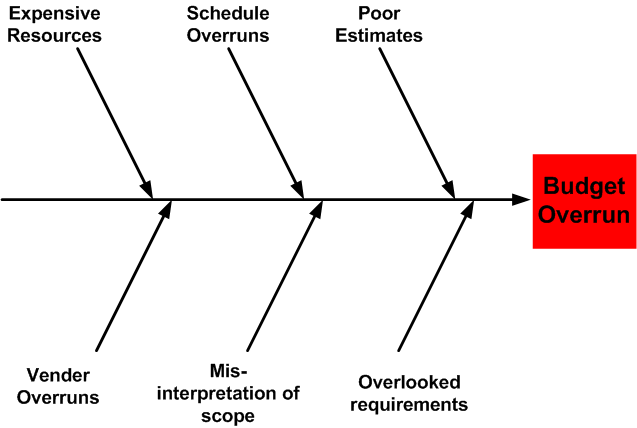 Expensive
Resources
Schedule
Overruns
Poor
Estimates
Budget
Overrun
Vender
Overruns
Mis-
interpretation of
scope
Overlooked
requirements